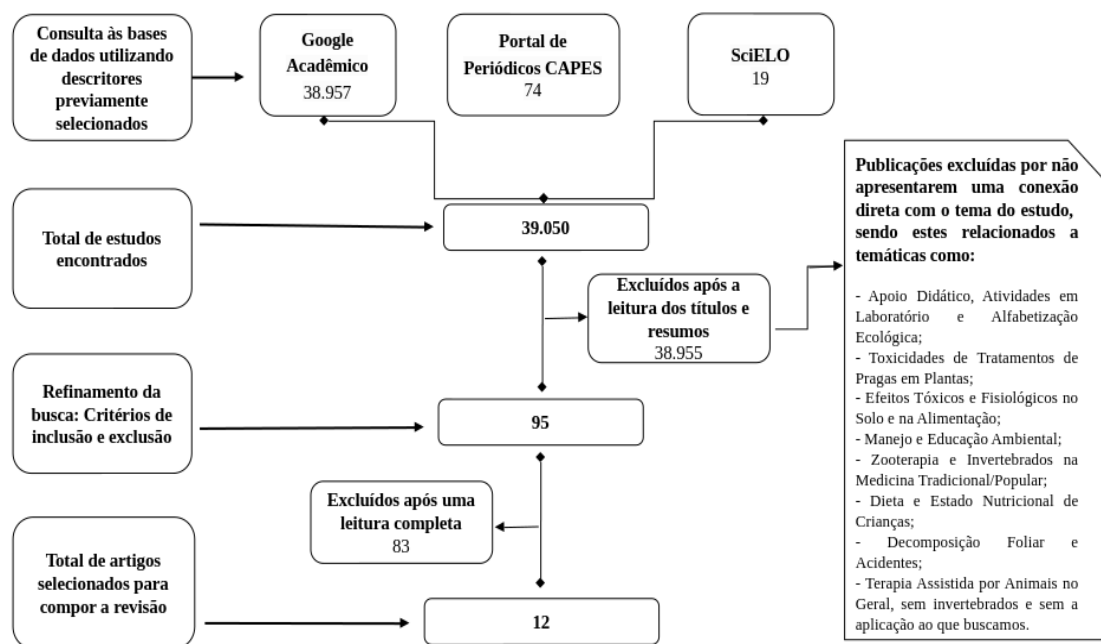 Consulta às bases
de dados utilizando
descritores
previamente
selecionados
Google
Acadêmico
38.957
Portal de
Periódicos CAPES
74
SciELO
19
Total de estudos
encontrados
39.050
Excluídos após a
leitura dos títulos e
resumos
38.955
Publicações excluídas por não
apresentarem uma conexão
direta com o tema do estudo,
sendo estes relacionados a
temáticas como:
- Apoio Didático, Atividades em
Laboratório e Alfabetização
Ecológica;
- Toxicidades de Tratamentos de
Pragas em Plantas;
- Efeitos Tóxicos e Fisiológicos no
Solo e na Alimentação;
- Manejo e Educação Ambiental;
- Zooterapia e Invertebrados na
Medicina Tradicional/Popular;
- Dieta e Estado Nutricional de
Crianças;
- Decomposição Foliar e
Acidentes;
- Terapia Assistida por Animais no
Geral, sem invertebrados e sem a
aplicação ao que buscamos.
Refinamento da
busca: Critérios de
inclusão e exclusão
95
Excluídos após uma
leitura completa
83
Total de artigos
selecionados para
compor a revisão
12